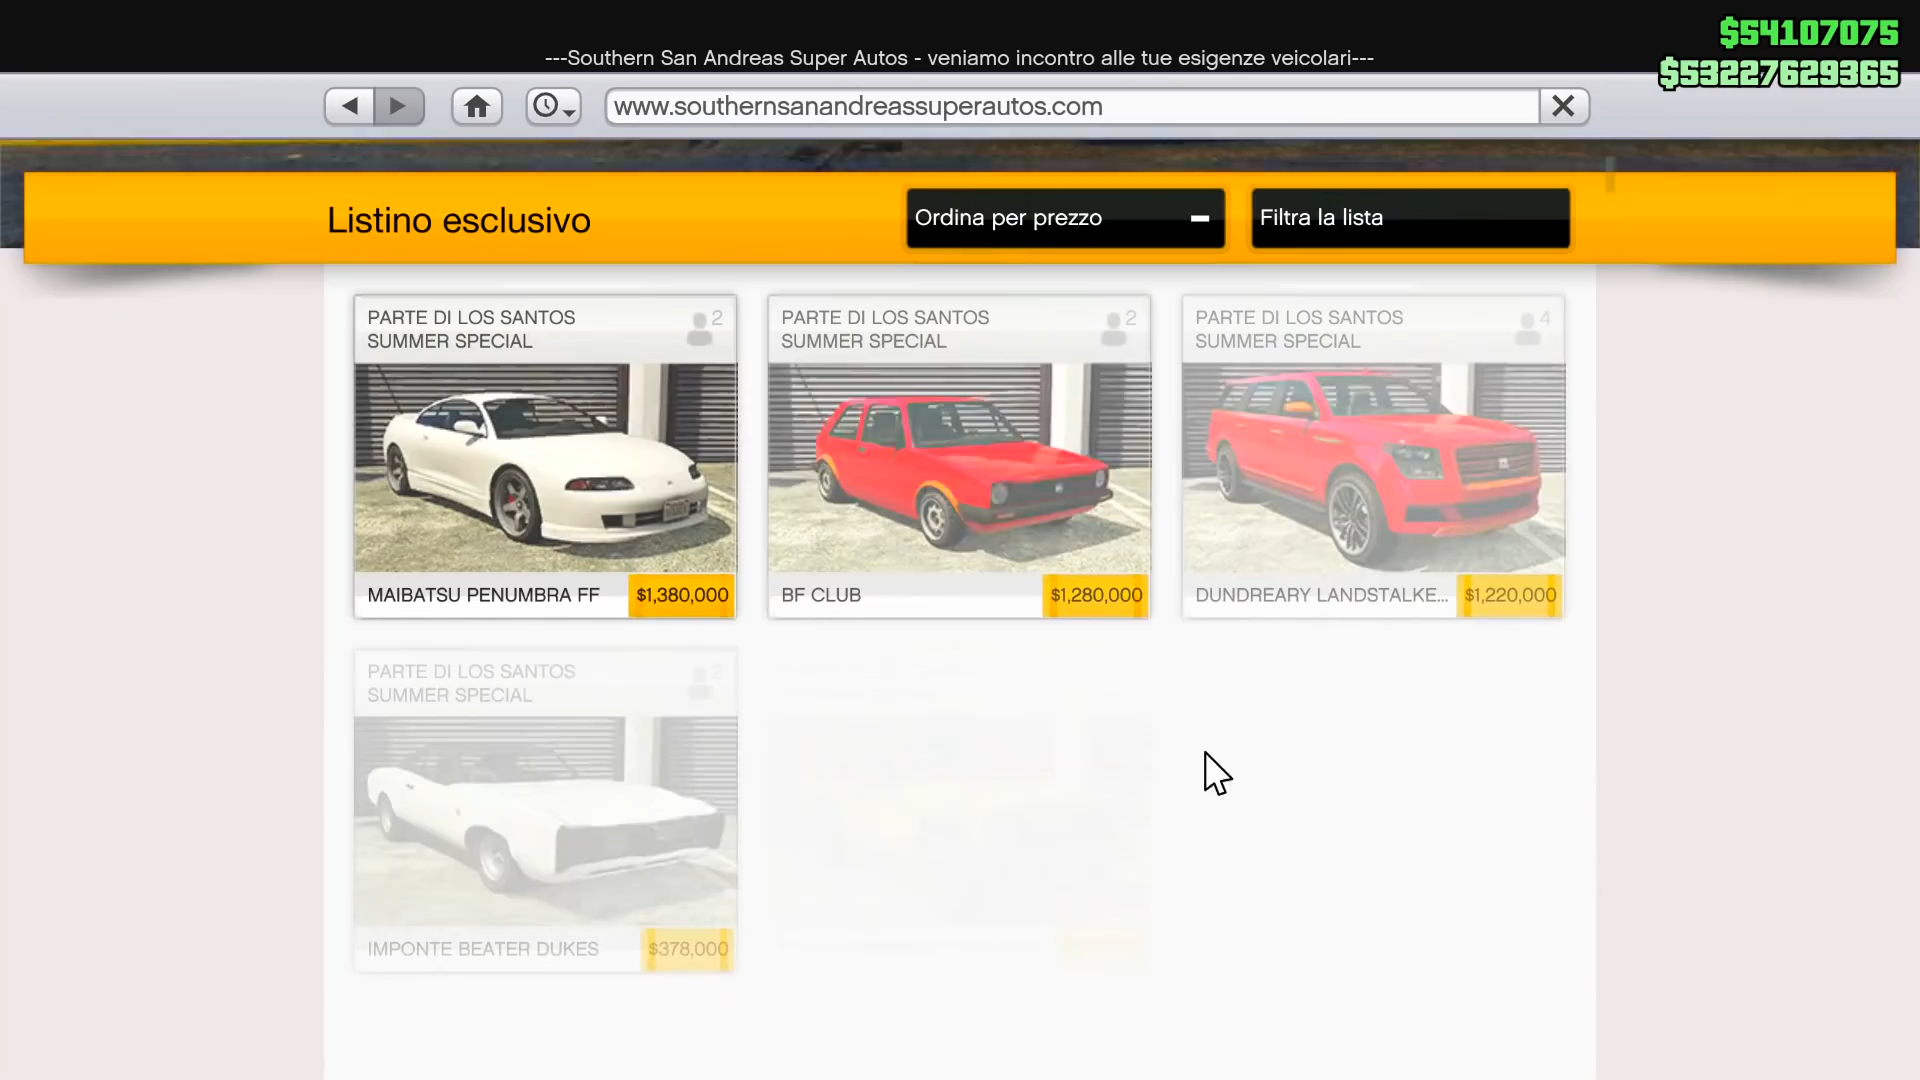 $54107075
---Southern San Andreas Super Autos - veniamo incontro alle tue esigenze veicolari---
$53227629365
www.southernsanandreassuperautos.com
Listino esclusivo
Ordina per prezzo
Filtra la lista
PARTE DI LOS SANTOS
SUMMER SPECIAL
2
MAIBATSU PENUMBRA FF
$1,380,000
PARTE DI LOS SANTOS
SUMMER SPECIAL
2
BF CLUB
$1,280,000
PARTE DI LOS SANTOS
SUMMER SPECIAL
4
DUNDREARY LANDSTALKE...
$1,220,000
PARTE DI LOS SANTOS
SUMMER SPECIAL
2
IMPONTE BEATER DUKES
$378,000